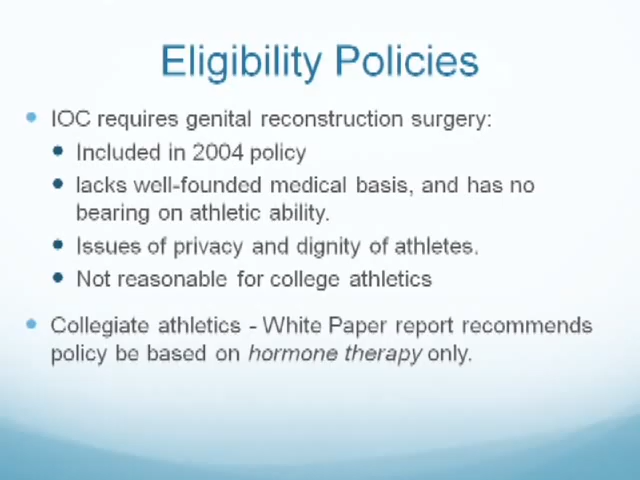 Eligibility Policies
IOC requires genital reconstruction surgery:
Included in 2004 policy
lacks well-founded medical basis, and has no
bearing on athletic ability.
Issues of privacy and dignity of athletes.
Not reasonable for college athletics
Collegiate athletics - White Paper report recommends
policy be based on hormone therapy only.